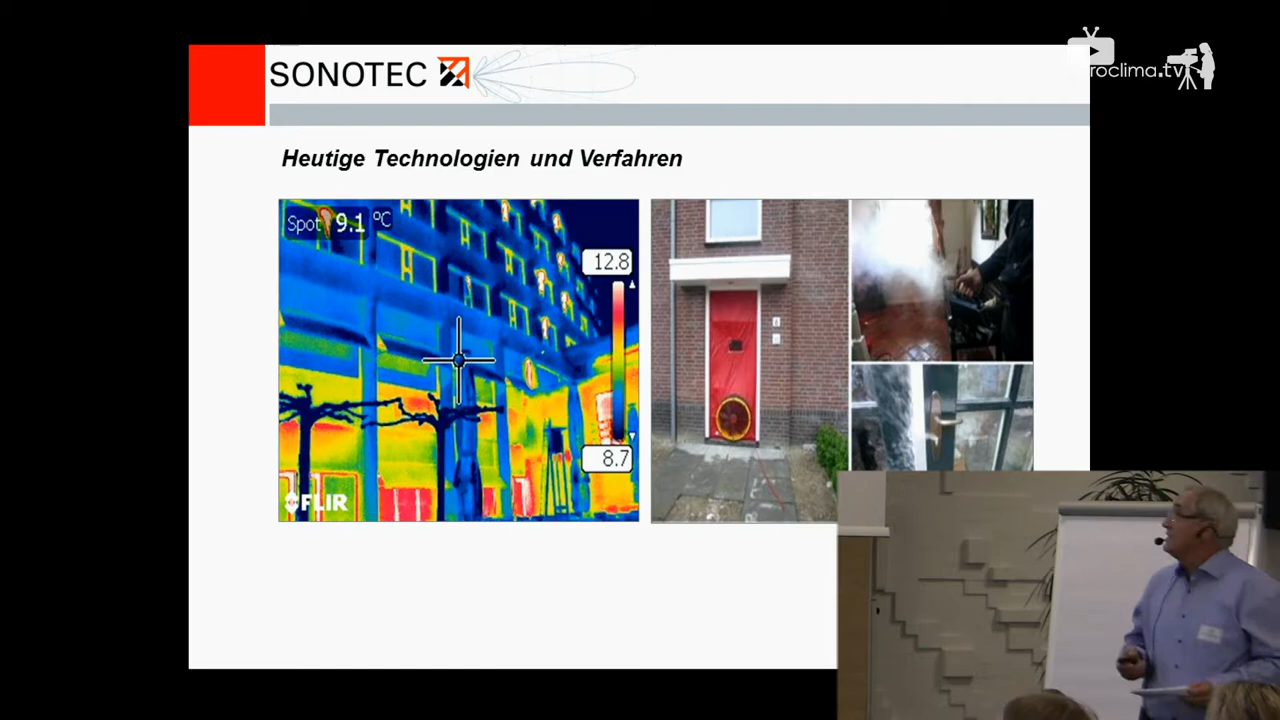 SONOTEC
roclima.tv
Heutige Technologien und Verfahren
Spot 9.1 °C
12.8
8.7
FLIR